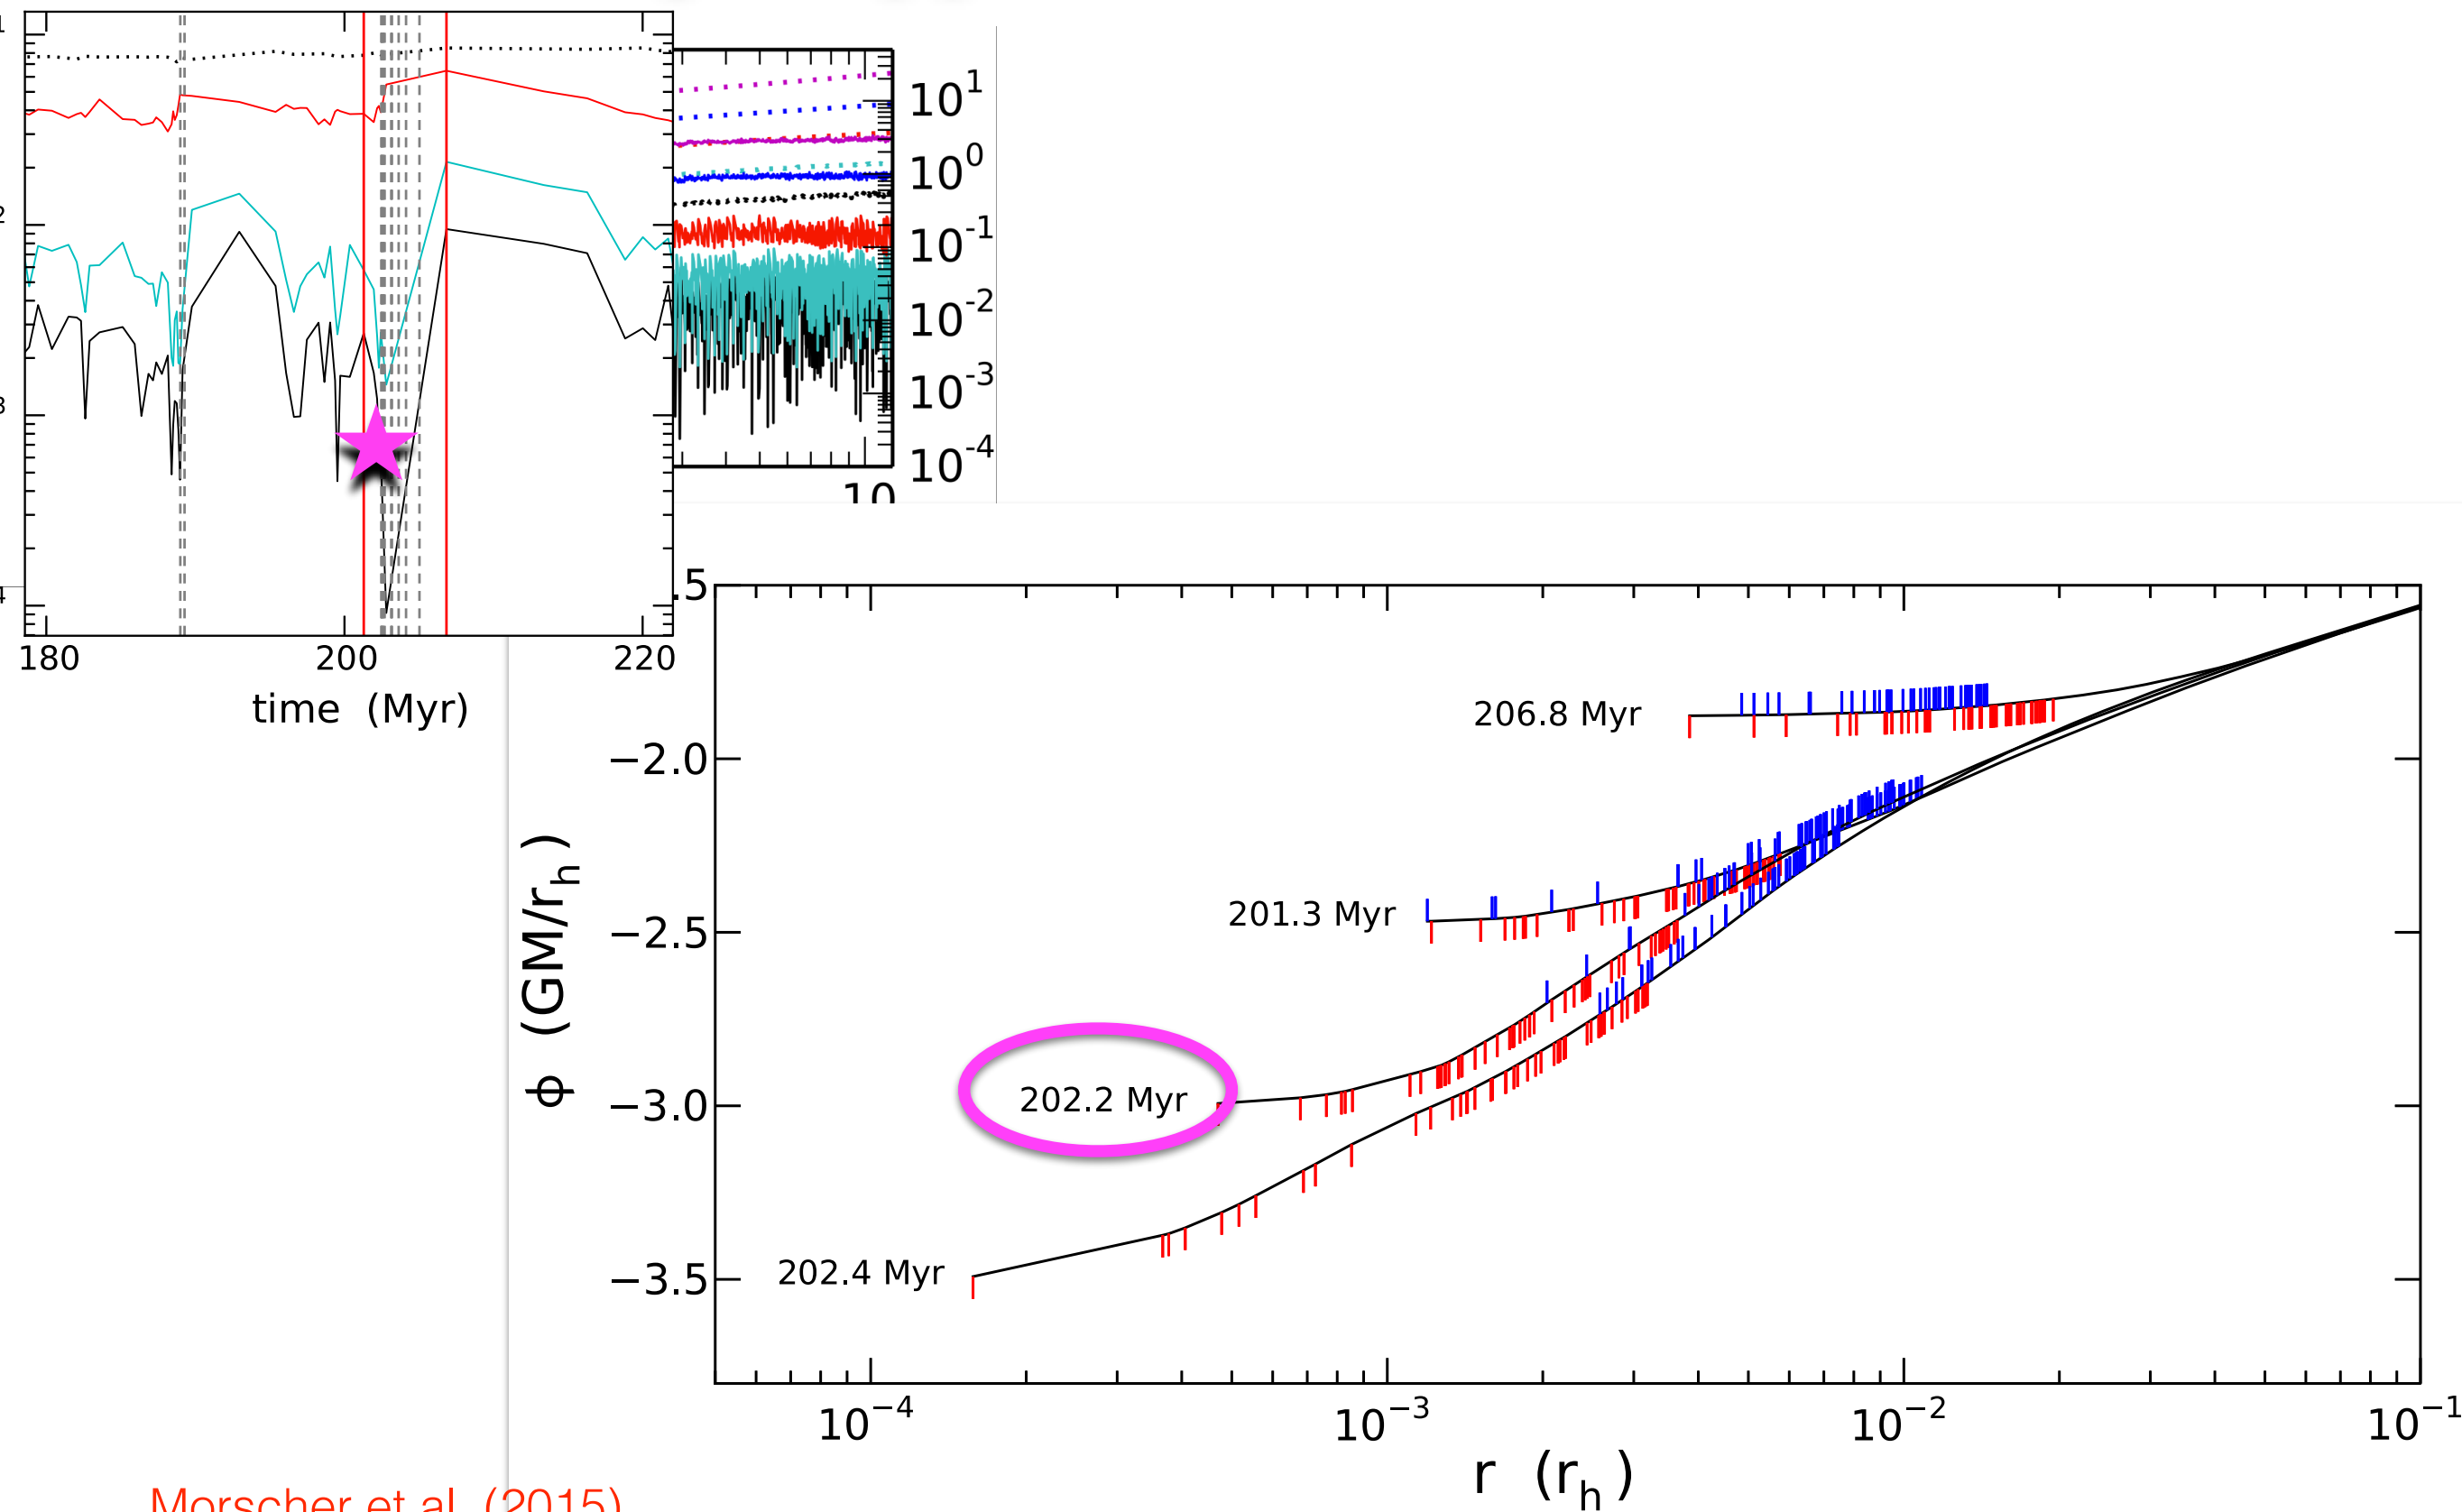 10^1
10^0
10^-1
10^-2
10^-3
10^-4
10
180 200 220
time (Myr)
.5
−2.0
−2.5
−3.0
−3.5
ϕ (GM/r_h)
206.8 Myr
201.3 Myr
202.2 Myr
202.4 Myr
10^−4 10^−3 10^−2 10^−1
r (r_h)
Morscher et al. (2015)